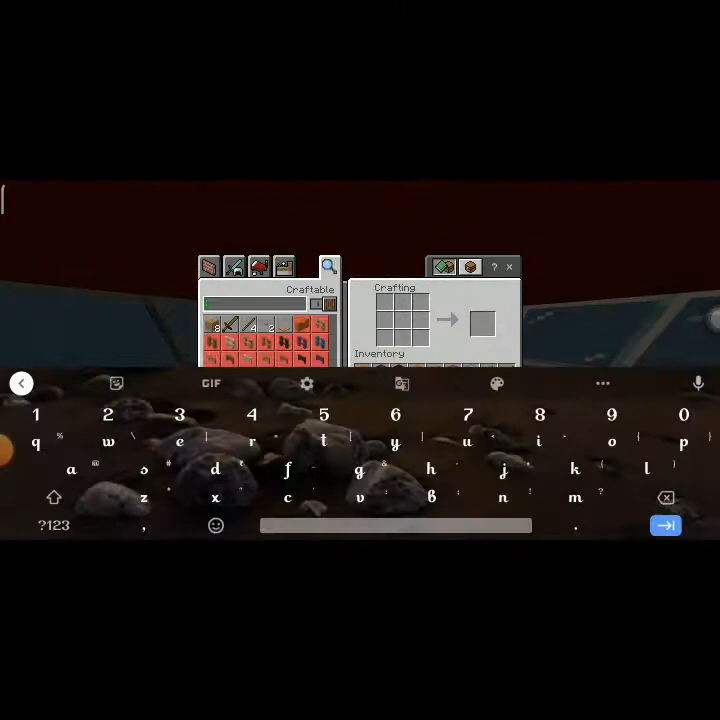 ? ×
Craftable
Crafting
8 4 2
Inventory
GIF
1 2 3 4 5 6 7 8 9 0
q w e r t y u i o p
a s d f g h j k l
z x c v b n m
?123 , .